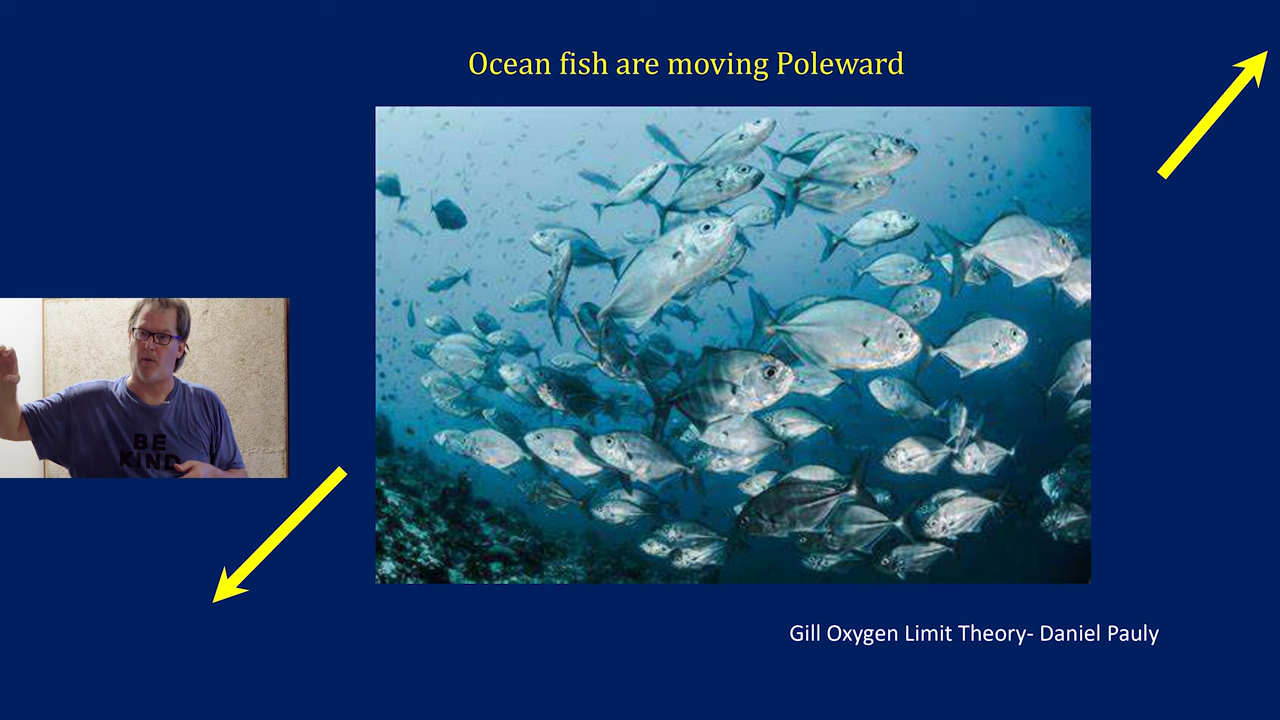 Ocean fish are moving Poleward
BE
KIND
Gill Oxygen Limit Theory- Daniel Pauly